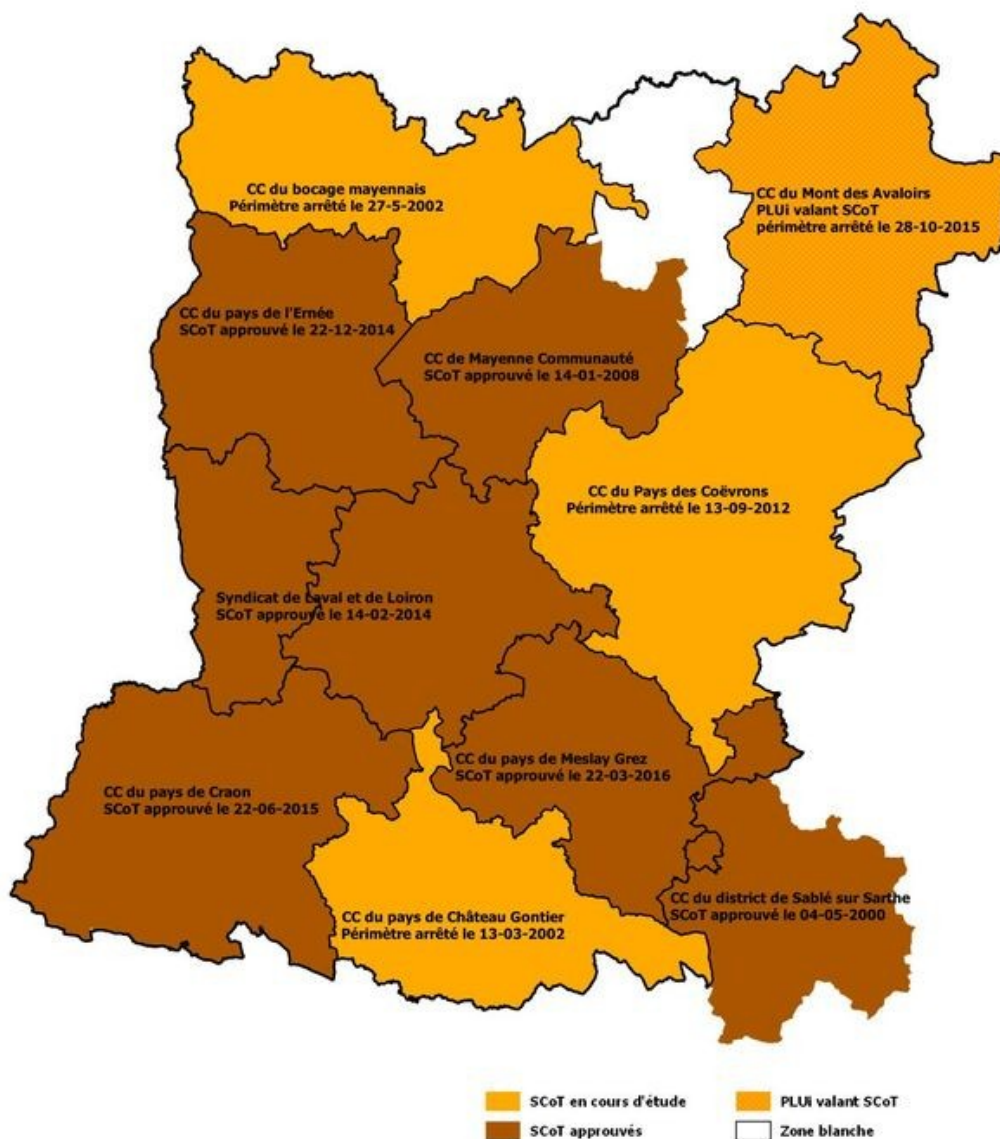 CC du bocage mayennais
Périmètre arrêté le 27-5-2002
CC du Mont des Avaloirs
PLUi valant SCoT
périmètre arrêté le 28-10-2015
CC du pays de l'Ernée
SCoT approuvé le 22-12-2014
CC de Mayenne Communauté
SCoT approuvé le 14-01-2008
CC du Pays des Coëvrons
Périmètre arrêté le 13-09-2012
Syndicat de Laval et de Loiron
SCoT approuvé le 14-02-2014
CC du pays de Meslay Grez
SCoT approuvé le 22-03-2016
CC du pays de Craon
SCoT approuvé le 22-06-2015
CC du district de Sablé sur Sarthe
SCoT approuvé le 04-05-2000
CC du pays de Château Gontier
Périmètre arrêté le 13-03-2002
SCoT en cours d'étude
PLUi valant SCoT
SCoT approuvés
Zone blanche